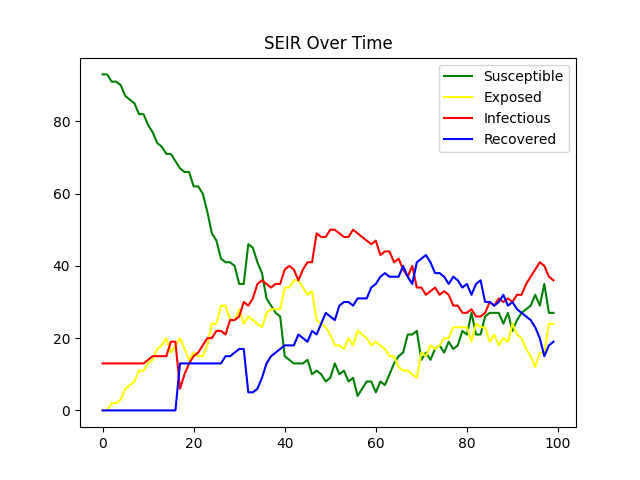 SEIR Over Time
Susceptible
Exposed
Infectious
Recovered
80
60
40
20
0
0 20 40 60 80 100